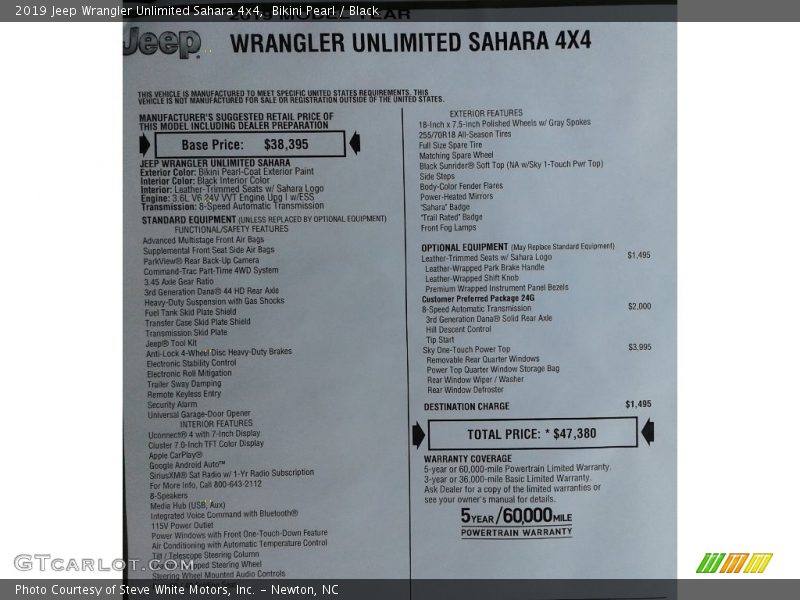 2019 Jeep Wrangler Unlimited Sahara 4x4, Bikini Pearl / Black
2019 MODEL YEAR
Jeep
WRANGLER UNLIMITED SAHARA 4X4
THIS VEHICLE IS MANUFACTURED TO MEET SPECIFIC UNITED STATES REQUIREMENTS. THIS
VEHICLE IS NOT MANUFACTURED FOR SALE OR REGISTRATION OUTSIDE OF THE UNITED STATES.
MANUFACTURER'S SUGGESTED RETAIL PRICE OF
THIS MODEL INCLUDING DEALER PREPARATION
Base Price: $38,395
JEEP WRANGLER UNLIMITED SAHARA
Exterior Color: Bikini Pearl-Coat Exterior Paint
Interior Color: Black Interior Color
Interior: Leather-Trimmed Seats w/ Sahara Logo
Engine: 3.6L V6 24V VVT Engine Upg I w/ESS
Transmission: 8-Speed Automatic Transmission
STANDARD EQUIPMENT (UNLESS REPLACED BY OPTIONAL EQUIPMENT)
FUNCTIONAL/SAFETY FEATURES
Advanced Multistage Front Air Bags
Supplemental Front Seat Side Air Bags
ParkView® Rear Back-Up Camera
Command-Trac Part-Time 4WD System
3.45 Axle Gear Ratio
3rd Generation Dana® 44 HD Rear Axle
Heavy-Duty Suspension with Gas Shocks
Fuel Tank Skid Plate Shield
Transfer Case Skid Plate Shield
Transmission Skid Plate
Jeep® Tool Kit
Anti-Lock 4-Wheel Disc Heavy-Duty Brakes
Electronic Stability Control
Electronic Roll Mitigation
Trailer Sway Damping
Remote Keyless Entry
Security Alarm
Universal Garage-Door Opener
INTERIOR FEATURES
Uconnect® 4 with 7-Inch Display
Cluster 7.0-Inch TFT Color Display
Apple CarPlay®
Google Android Auto™
SiriusXM® Sat Radio w/ 1-Yr Radio Subscription
For More Info, Call 800-643-2112
8-Speakers
Media Hub (USB, Aux)
Integrated Voice Command with Bluetooth®
115V Power Outlet
Power Windows with Front One-Touch-Down Feature
Air Conditioning with Automatic Temperature Control
Tilt / Telescope Steering Column
Wrapped Steering Wheel
Steering Wheel Mounted Audio Controls
EXTERIOR FEATURES
18-Inch x 7.5-Inch Polished Wheels w/ Gray Spokes
255/70R18 All-Season Tires
Full Size Spare Tire
Matching Spare Wheel
Black Sunrider® Soft Top (NA w/Sky 1-Touch Pwr Top)
Side Steps
Body-Color Fender Flares
Power-Heated Mirrors
"Sahara" Badge
"Trail Rated" Badge
Front Fog Lamps
OPTIONAL EQUIPMENT (May Replace Standard Equipment)
Leather-Trimmed Seats w/ Sahara Logo $1,495
Leather-Wrapped Park Brake Handle
Leather-Wrapped Shift Knob
Premium Wrapped Instrument Panel Bezels
Customer Preferred Package 24G
8-Speed Automatic Transmission $2,000
3rd Generation Dana® Solid Rear Axle
Hill Descent Control
Tip Start
Sky One-Touch Power Top $3,995
Removable Rear Quarter Windows
Power Top Quarter Window Storage Bag
Rear Window Wiper / Washer
Rear Window Defroster
DESTINATION CHARGE $1,495
TOTAL PRICE: * $47,380
WARRANTY COVERAGE
5-year or 60,000-mile Powertrain Limited Warranty.
3-year or 36,000-mile Basic Limited Warranty.
Ask Dealer for a copy of the limited warranties or
see your owner's manual for details.
5YEAR/60,000MILE
POWERTRAIN WARRANTY
GTcarlot.com
Photo Courtesy of Steve White Motors, Inc. – Newton, NC